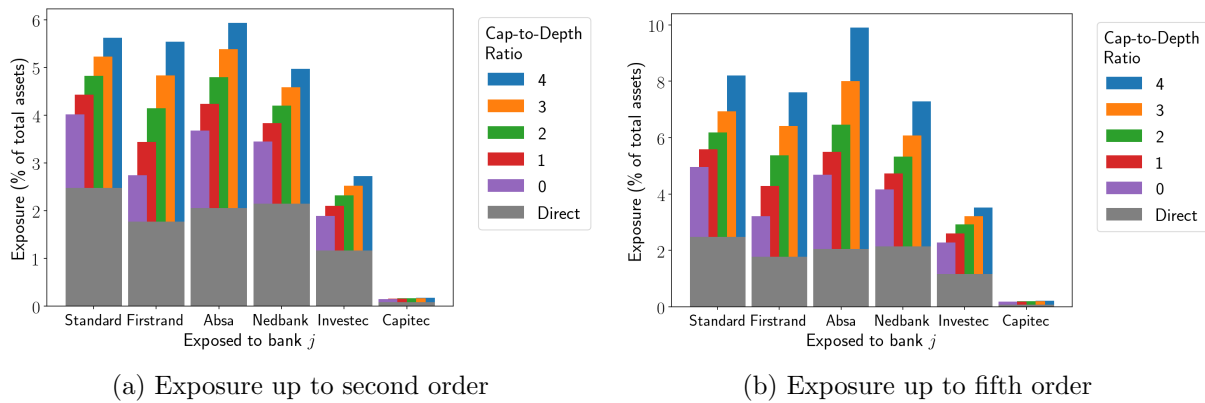 Exposure (% of total assets)
6
5
4
3
2
1
0
Standard Firstrand Absa Nedbank Investec Capitec
Exposed to bank j
Cap-to-Depth
Ratio
4
3
2
1
0
Direct
(a) Exposure up to second order
Exposure (% of total assets)
10
8
6
4
2
0
Standard Firstrand Absa Nedbank Investec Capitec
Exposed to bank j
Cap-to-Depth
Ratio
4
3
2
1
0
Direct
(b) Exposure up to fifth order